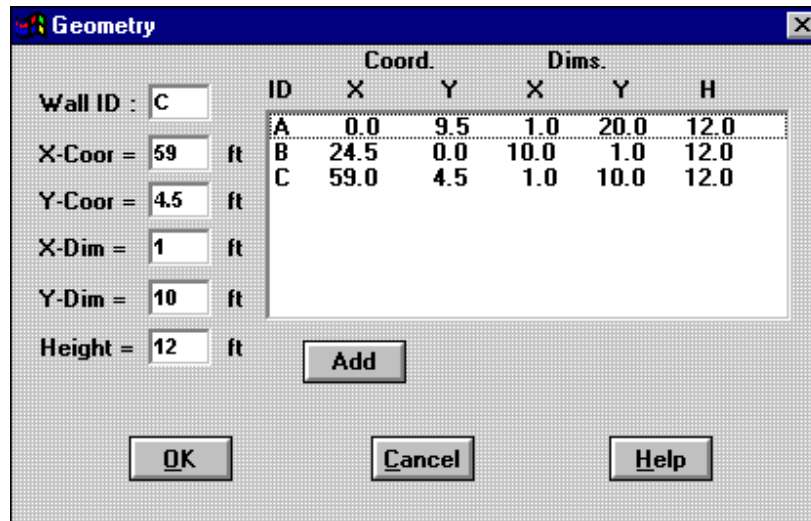 Geometry
Coord. Dims.
ID X Y X Y H
Wall ID : C
X-Coor = 59 ft
Y-Coor = 4.5 ft
X-Dim = 1 ft
Y-Dim = 10 ft
Height = 12 ft
A 0.0 9.5 1.0 20.0 12.0
B 24.5 0.0 10.0 1.0 12.0
C 59.0 4.5 1.0 10.0 12.0
Add
OK Cancel Help